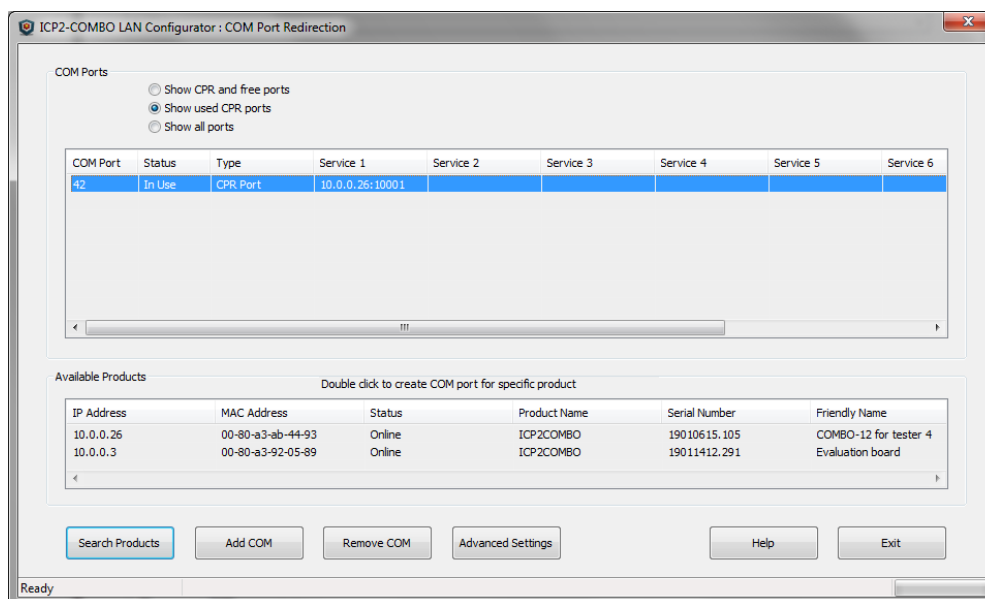 ICP2-COMBO LAN Configurator : COM Port Redirection
COM Ports
Show CPR and free ports
Show used CPR ports
Show all ports
COM Port Status Type Service 1 Service 2 Service 3 Service 4 Service 5 Service 6
42 In Use CPR Port 10.0.0.26:10001
Available Products
Double click to create COM port for specific product
IP Address MAC Address Status Product Name Serial Number Friendly Name
10.0.0.26 00-80-a3-ab-44-93 Online ICP2COMBO 19010615.105 COMBO-12 for tester 4
10.0.0.3 00-80-a3-92-05-89 Online ICP2COMBO 19011412.291 Evaluation board
Search Products Add COM Remove COM Advanced Settings Help Exit
Ready